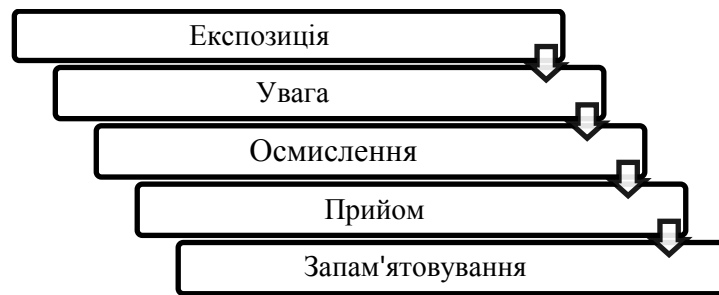 Експозиція
Увага
Осмислення
Прийом
Запам'ятовування